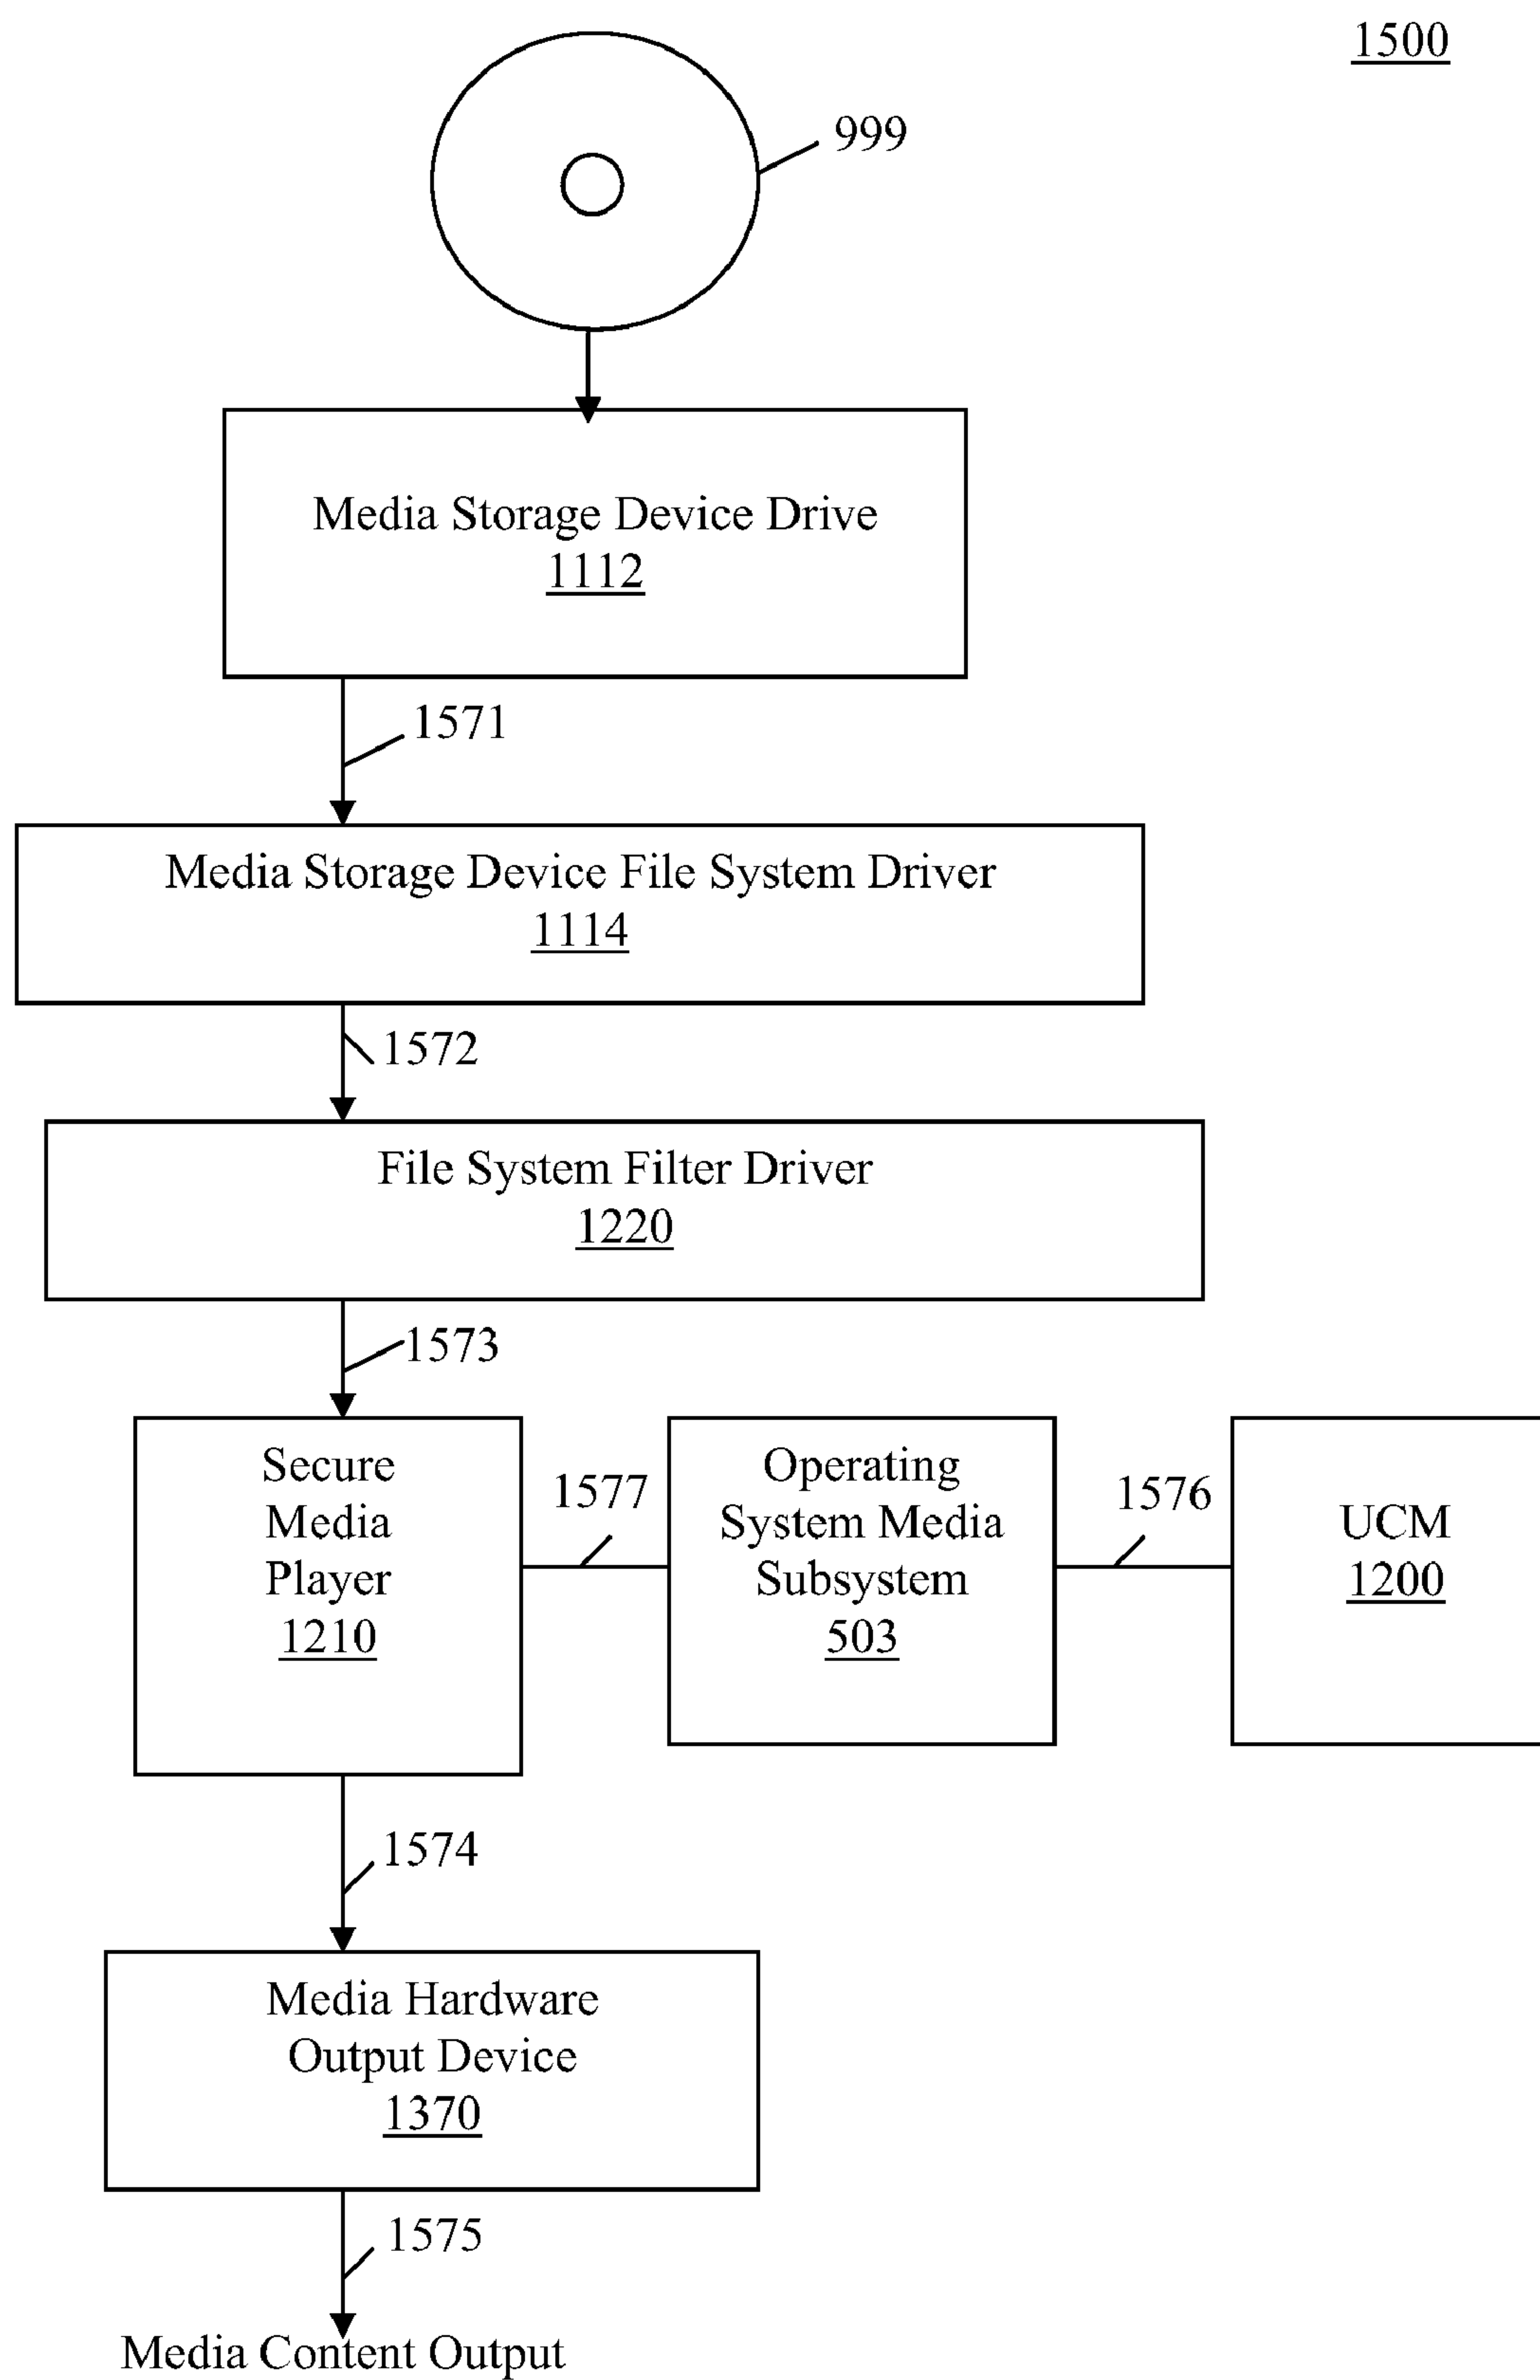 1500
999
Media Storage Device Drive
1112
1571
Media Storage Device File System Driver
1114
1572
File System Filter Driver
1220
1573
Secure
Media
Player
1210
1577
Operating
System Media
Subsystem
503
1576
UCM
1200
1574
Media Hardware
Output Device
1370
1575
Media Content Output